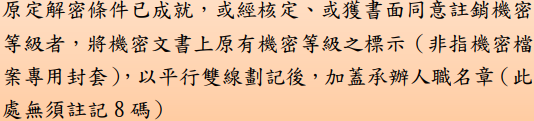 原定解密條件已成就，或經核定、或獲書面同意註銷機密
等級者，將機密文書上原有機密等級之標示（非指機密檔
案專用封套），以平行雙線劃記後，加蓋承辦人職名章（此
處無須註記 8 碼）